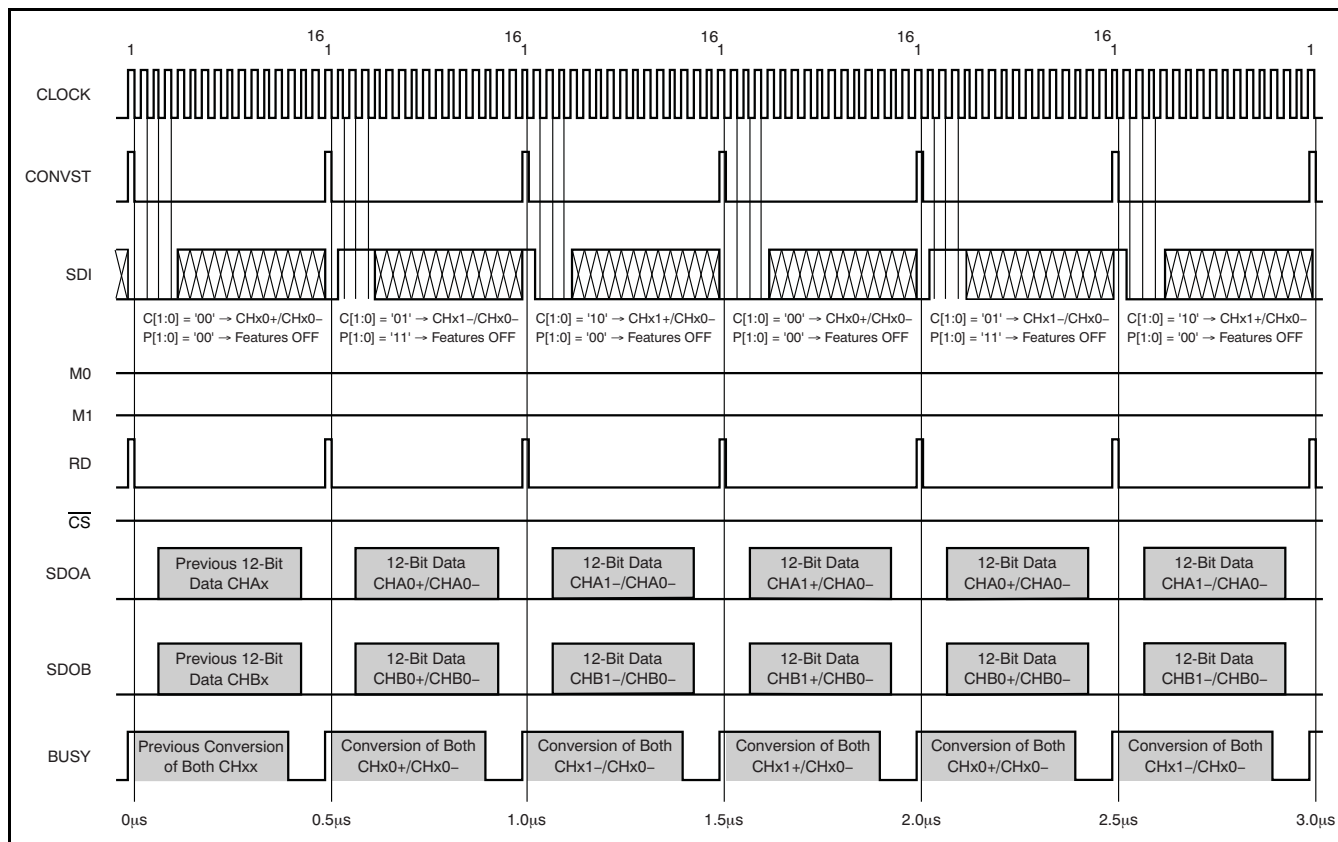 16 16 16 16 16
1 1 1 1 1 1 1
CLOCK
CONVST
SDI
C[1:0] = '00' → CHx0+/CHx0−
P[1:0] = '00' → Features OFF
C[1:0] = '01' → CHx1−/CHx0−
P[1:0] = '11' → Features OFF
C[1:0] = '10' → CHx1+/CHx0−
P[1:0] = '00' → Features OFF
C[1:0] = '00' → CHx0+/CHx0−
P[1:0] = '00' → Features OFF
C[1:0] = '01' → CHx1−/CHx0−
P[1:0] = '11' → Features OFF
C[1:0] = '10' → CHx1+/CHx0−
P[1:0] = '00' → Features OFF
M0
M1
RD
CS
SDOA
Previous 12-Bit
Data CHAx
12-Bit Data
CHA0+/CHA0−
12-Bit Data
CHA1−/CHA0−
12-Bit Data
CHA1+/CHA0−
12-Bit Data
CHA0+/CHA0−
12-Bit Data
CHA1−/CHA0−
SDOB
Previous 12-Bit
Data CHBx
12-Bit Data
CHB0+/CHB0−
12-Bit Data
CHB1−/CHB0−
12-Bit Data
CHB1+/CHB0−
12-Bit Data
CHB0+/CHB0−
12-Bit Data
CHB1−/CHB0−
BUSY
Previous Conversion
of Both CHxx
Conversion of Both
CHx0+/CHx0−
Conversion of Both
CHx1−/CHx0−
Conversion of Both
CHx1+/CHx0−
Conversion of Both
CHx0+/CHx0−
Conversion of Both
CHx1−/CHx0−
0µs 0.5µs 1.0µs 1.5µs 2.0µs 2.5µs 3.0µs